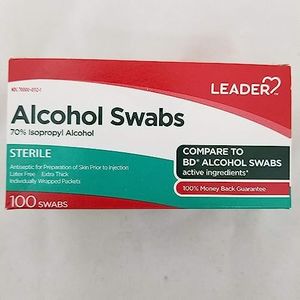 LEADER
Alcohol Swabs
70% Isopropyl Alcohol
STERILE
Antiseptic for Preparation of Skin Prior to Injection
Latex Free Extra Thick
Individually Wrapped Packets
100 SWABS
COMPARE TO
BD® ALCOHOL SWABS
active ingredients*
100% Money Back Guarantee